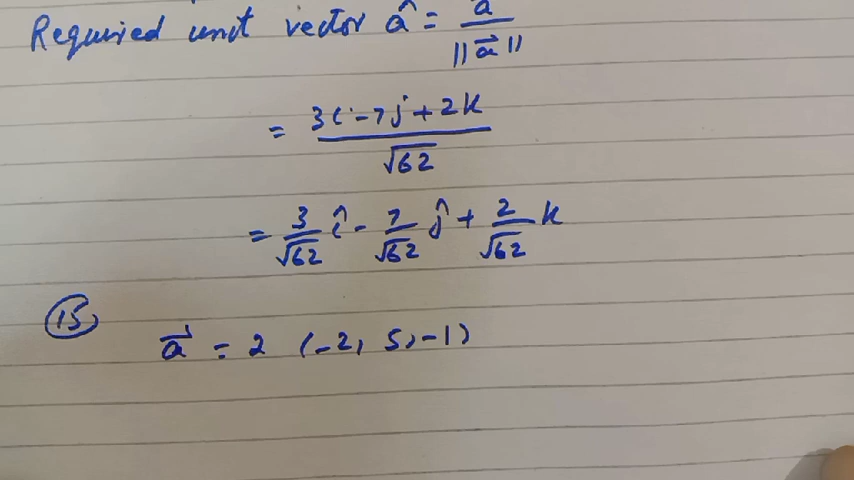 Required unit vector â = a / ||a⃗||
= 3i - 7j + 2k / √62
= 3/√62 î - 7/√62 ĵ + 2/√62 k
15
a⃗ = 2 (-2, 5, -1)